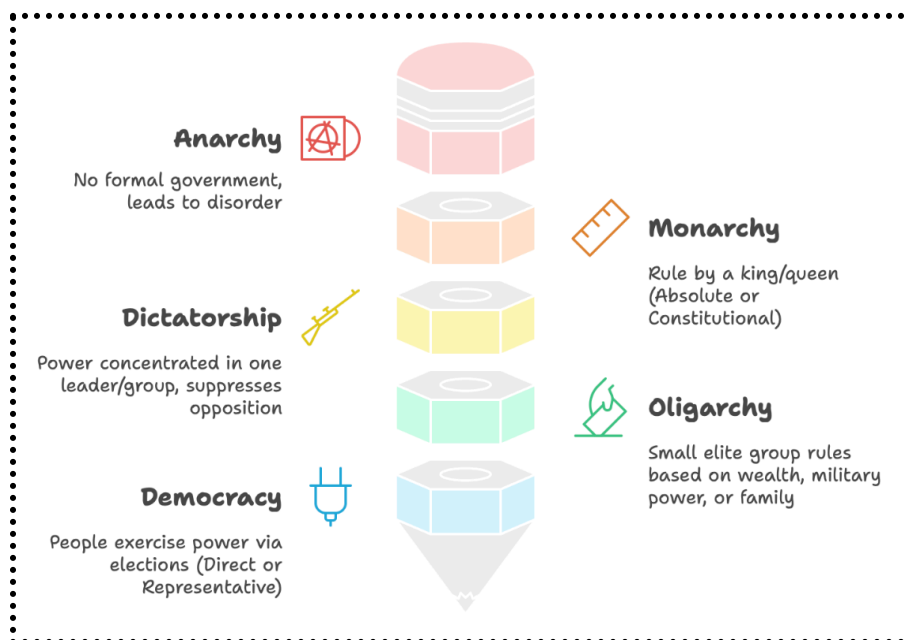 Anarchy
No formal government,
leads to disorder
Monarchy
Rule by a king/queen
(Absolute or
Constitutional)
Dictatorship
Power concentrated in one
leader/group, suppresses
opposition
Oligarchy
Small elite group rules
based on wealth, military
power, or family
Democracy
People exercise power via
elections (Direct or
Representative)